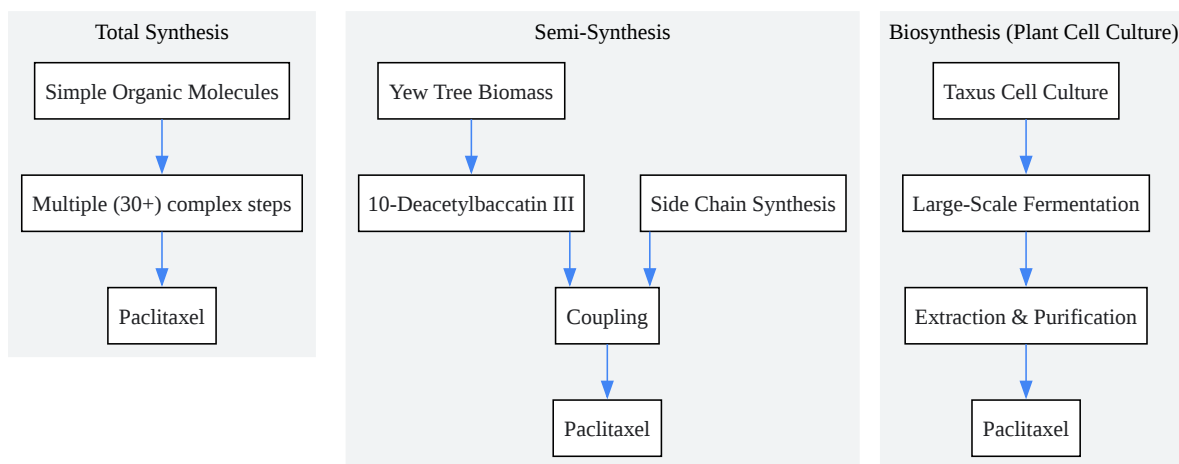 Total Synthesis
Simple Organic Molecules
Multiple (30+) complex steps
Paclitaxel
Semi-Synthesis
Yew Tree Biomass
10-Deacetylbaccatin III
Side Chain Synthesis
Coupling
Paclitaxel
Biosynthesis (Plant Cell Culture)
Taxus Cell Culture
Large-Scale Fermentation
Extraction & Purification
Paclitaxel